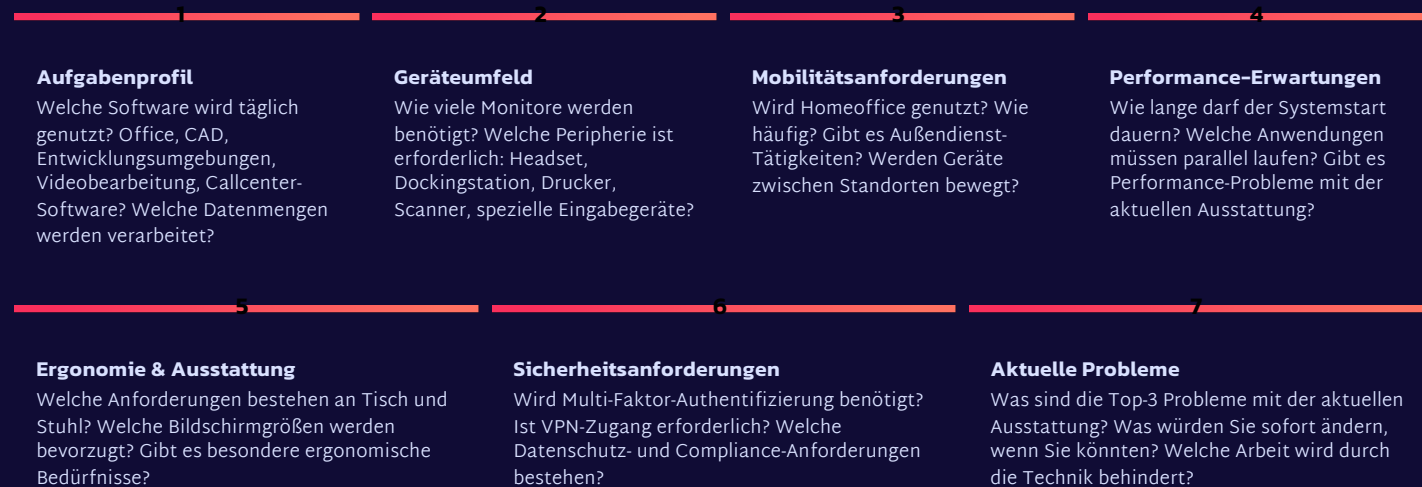 1
2
3
4
Aufgabenprofil
Welche Software wird täglich
genutzt? Office, CAD,
Entwicklungsumgebungen,
Videobearbeitung, Callcenter-
Software? Welche Datenmengen
werden verarbeitet?
Geräteumfeld
Wie viele Monitore werden
benötigt? Welche Peripherie ist
erforderlich: Headset,
Dockingstation, Drucker,
Scanner, spezielle Eingabegeräte?
Mobilitätsanforderungen
Wird Homeoffice genutzt? Wie
häufig? Gibt es Außendienst-
Tätigkeiten? Werden Geräte
zwischen Standorten bewegt?
Performance-Erwartungen
Wie lange darf der Systemstart
dauern? Welche Anwendungen
müssen parallel laufen? Gibt es
Performance-Probleme mit der
aktuellen Ausstattung?
5
6
7
Ergonomie & Ausstattung
Welche Anforderungen bestehen an Tisch und
Stuhl? Welche Bildschirmgrößen werden
bevorzugt? Gibt es besondere ergonomische
Bedürfnisse?
Sicherheitsanforderungen
Wird Multi-Faktor-Authentifizierung benötigt?
Ist VPN-Zugang erforderlich? Welche
Datenschutz- und Compliance-Anforderungen
bestehen?
Aktuelle Probleme
Was sind die Top-3 Probleme mit der aktuellen
Ausstattung? Was würden Sie sofort ändern,
wenn Sie könnten? Welche Arbeit wird durch
die Technik behindert?